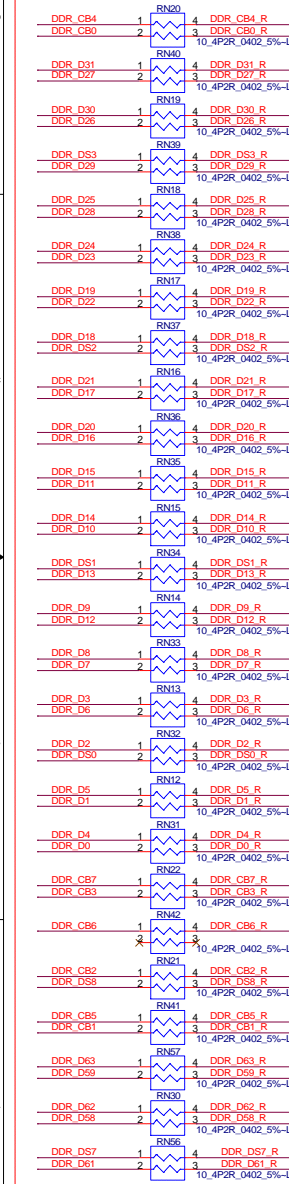 RN20
DDR_CB4 1 4 DDR_CB4_R
DDR_CB0 2 3 DDR_CB0_R
10_4P2R_0402_5%~L
RN40
DDR_D31 1 4 DDR_D31_R
DDR_D27 2 3 DDR_D27_R
10_4P2R_0402_5%~L
RN19
DDR_D30 1 4 DDR_D30_R
DDR_D26 2 3 DDR_D26_R
10_4P2R_0402_5%~L
RN39
DDR_DS3 1 4 DDR_DS3_R
DDR_D29 2 3 DDR_D29_R
10_4P2R_0402_5%~L
RN18
DDR_D25 1 4 DDR_D25_R
DDR_D28 2 3 DDR_D28_R
10_4P2R_0402_5%~L
RN38
DDR_D24 1 4 DDR_D24_R
DDR_D23 2 3 DDR_D23_R
10_4P2R_0402_5%~L
RN17
DDR_D19 1 4 DDR_D19_R
DDR_D22 2 3 DDR_D22_R
10_4P2R_0402_5%~L
RN37
DDR_D18 1 4 DDR_D18_R
DDR_DS2 2 3 DDR_DS2_R
10_4P2R_0402_5%~L
RN16
DDR_D21 1 4 DDR_D21_R
DDR_D17 2 3 DDR_D17_R
10_4P2R_0402_5%~L
RN36
DDR_D20 1 4 DDR_D20_R
DDR_D16 2 3 DDR_D16_R
10_4P2R_0402_5%~L
RN35
DDR_D15 1 4 DDR_D15_R
DDR_D11 2 3 DDR_D11_R
10_4P2R_0402_5%~L
RN15
DDR_D14 1 4 DDR_D14_R
DDR_D10 2 3 DDR_D10_R
10_4P2R_0402_5%~L
RN34
DDR_DS1 1 4 DDR_DS1_R
DDR_D13 2 3 DDR_D13_R
10_4P2R_0402_5%~L
RN14
DDR_D9 1 4 DDR_D9_R
DDR_D12 2 3 DDR_D12_R
10_4P2R_0402_5%~L
RN33
DDR_D8 1 4 DDR_D8_R
DDR_D7 2 3 DDR_D7_R
10_4P2R_0402_5%~L
RN13
DDR_D3 1 4 DDR_D3_R
DDR_D6 2 3 DDR_D6_R
10_4P2R_0402_5%~L
RN32
DDR_D2 1 4 DDR_D2_R
DDR_DS0 2 3 DDR_DS0_R
10_4P2R_0402_5%~L
RN12
DDR_D5 1 4 DDR_D5_R
DDR_D1 2 3 DDR_D1_R
10_4P2R_0402_5%~L
RN31
DDR_D4 1 4 DDR_D4_R
DDR_D0 2 3 DDR_D0_R
10_4P2R_0402_5%~L
RN22
DDR_CB7 1 4 DDR_CB7_R
DDR_CB3 2 3 DDR_CB3_R
10_4P2R_0402_5%~L
RN42
DDR_CB6 1 4 DDR_CB6_R
2 3
10_4P2R_0402_5%~L
RN21
DDR_CB2 1 4 DDR_CB2_R
DDR_DS8 2 3 DDR_DS8_R
10_4P2R_0402_5%~L
RN41
DDR_CB5 1 4 DDR_CB5_R
DDR_CB1 2 3 DDR_CB1_R
10_4P2R_0402_5%~L
RN57
DDR_D63 1 4 DDR_D63_R
DDR_D59 2 3 DDR_D59_R
10_4P2R_0402_5%~L
RN30
DDR_D62 1 4 DDR_D62_R
DDR_D58 2 3 DDR_D58_R
10_4P2R_0402_5%~L
RN56
DDR_DS7 1 4 DDR_DS7_R
DDR_D61 2 3 DDR_D61_R
10_4P2R_0402_5%~L